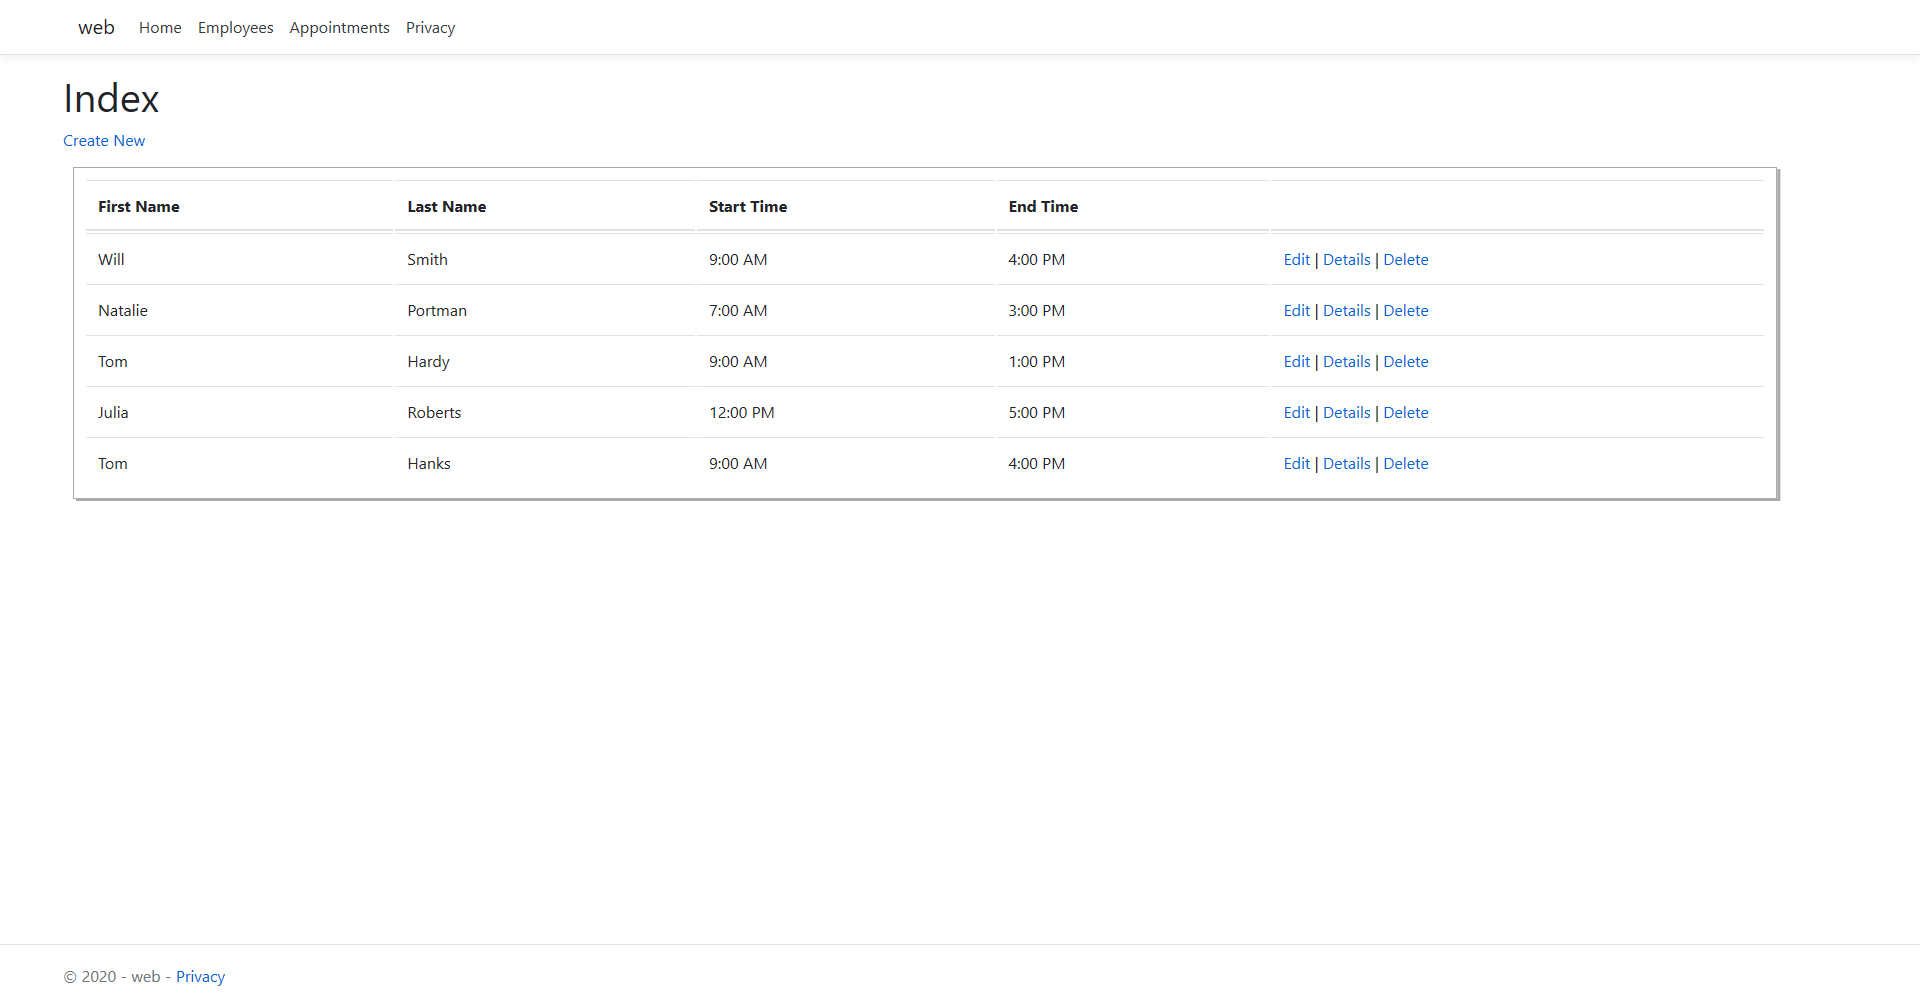 web Home Employees Appointments Privacy
Index
Create New
First Name Last Name Start Time End Time
Will Smith 9:00 AM 4:00 PM Edit | Details | Delete
Natalie Portman 7:00 AM 3:00 PM Edit | Details | Delete
Tom Hardy 9:00 AM 1:00 PM Edit | Details | Delete
Julia Roberts 12:00 PM 5:00 PM Edit | Details | Delete
Tom Hanks 9:00 AM 4:00 PM Edit | Details | Delete
© 2020 - web - Privacy